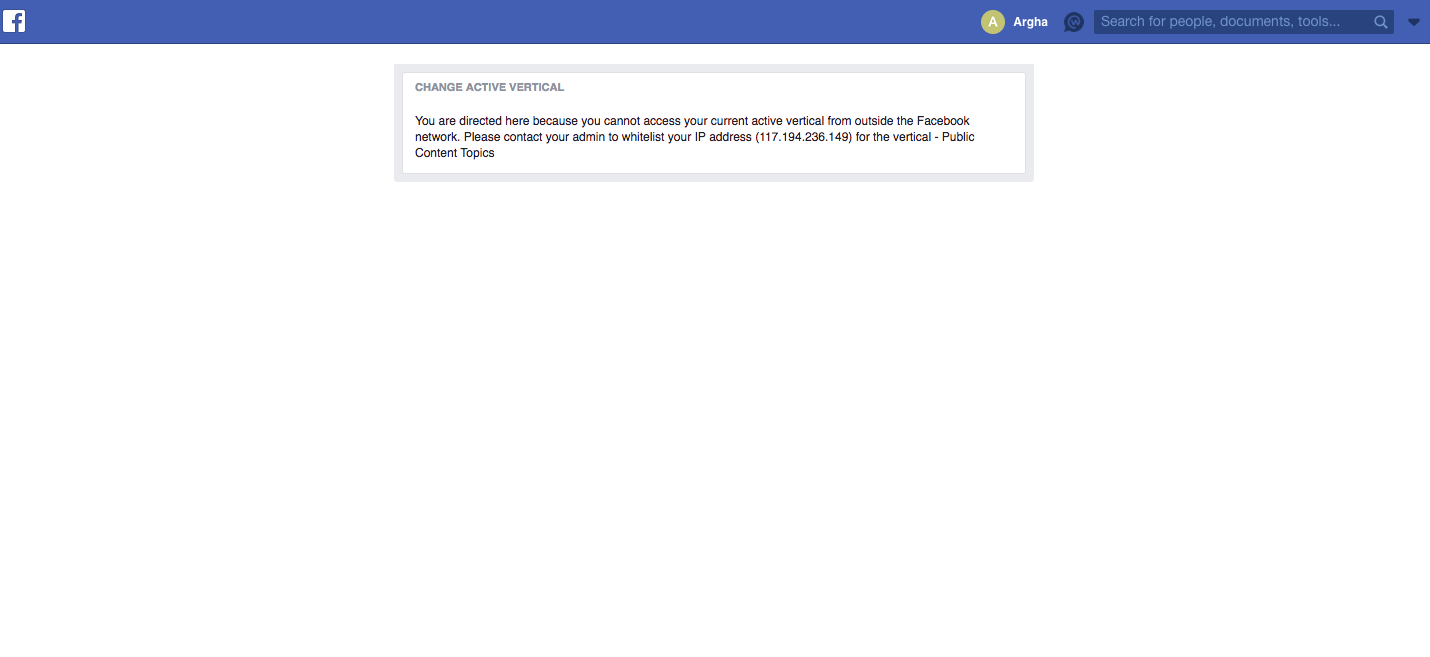 A Argha Search for people, documents, tools...
CHANGE ACTIVE VERTICAL
You are directed here because you cannot access your current active vertical from outside the Facebook
network. Please contact your admin to whitelist your IP address (117.194.236.149) for the vertical - Public
Content Topics